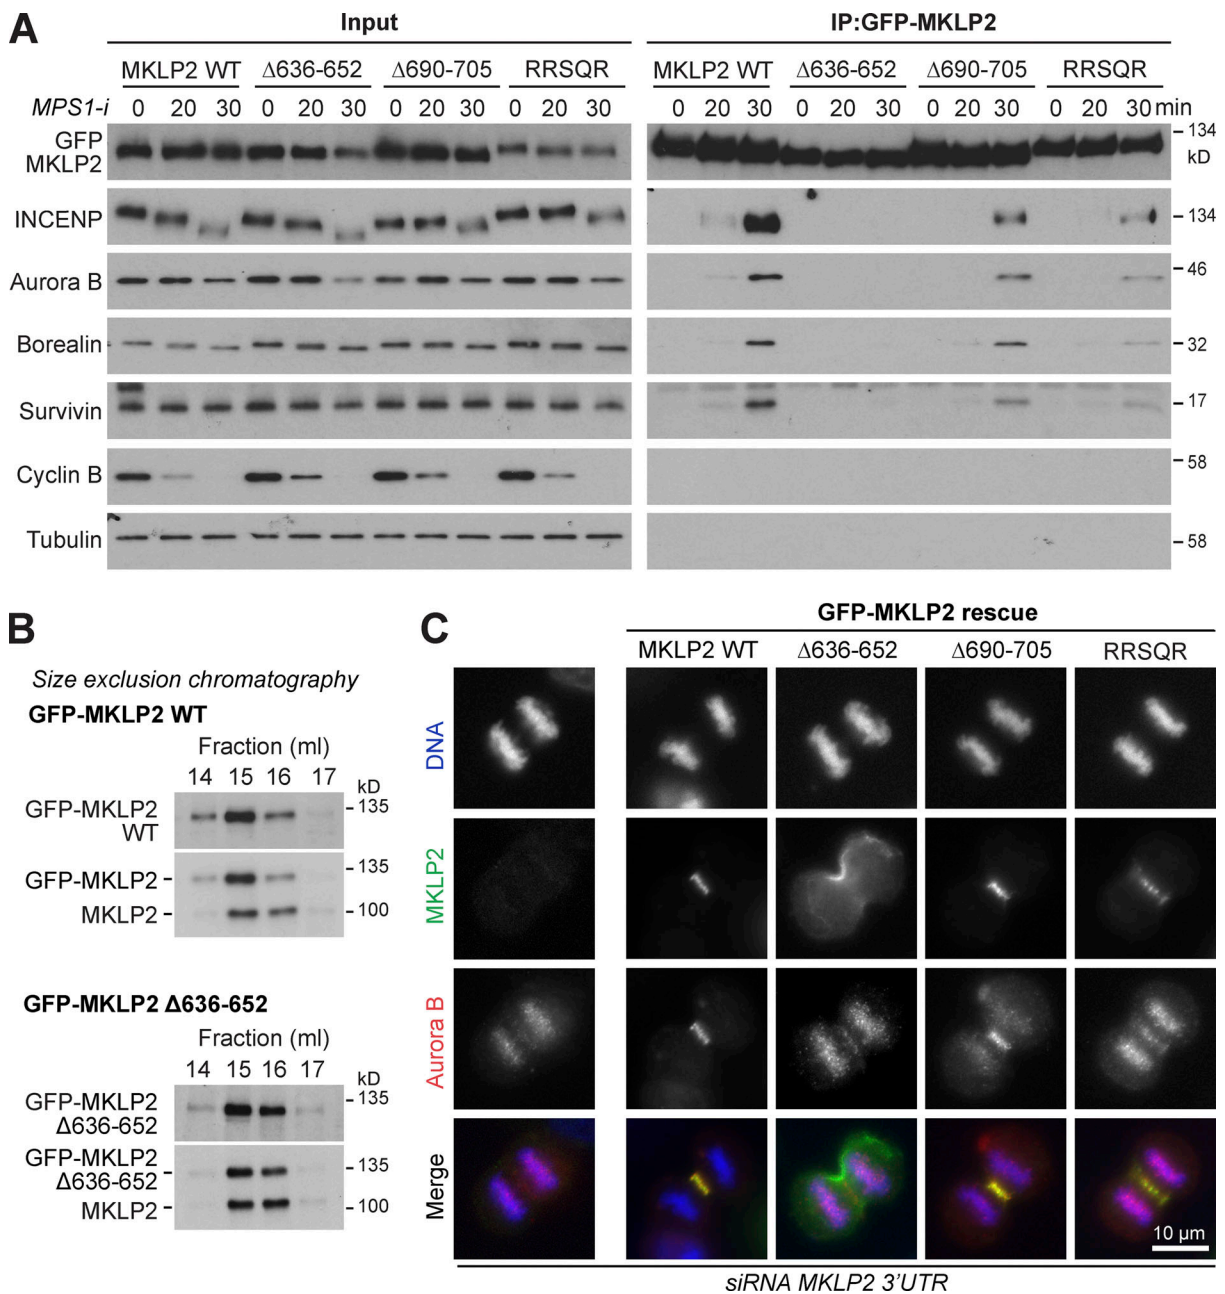 A
Input
IP:GFP-MKLP2
MKLP2 WT Δ636-652 Δ690-705 RRSQR
MKLP2 WT Δ636-652 Δ690-705 RRSQR
MPS1-i 0 20 30 0 20 30 0 20 30 0 20 30
0 20 30 0 20 30 0 20 30 0 20 30 min
GFP
MKLP2
134
kD
INCENP
134
Aurora B
46
Borealin
32
Survivin
17
Cyclin B
58
Tubulin
58
B
Size exclusion chromatography
GFP-MKLP2 WT
Fraction (ml)
14 15 16 17
kD
GFP-MKLP2
WT
135
GFP-MKLP2
135
MKLP2
100
GFP-MKLP2 Δ636-652
Fraction (ml)
14 15 16 17
kD
GFP-MKLP2
Δ636-652
135
GFP-MKLP2
Δ636-652
135
MKLP2
100
C
GFP-MKLP2 rescue
MKLP2 WT Δ636-652 Δ690-705 RRSQR
DNA
MKLP2
Aurora B
Merge
10 µm
siRNA MKLP2 3'UTR